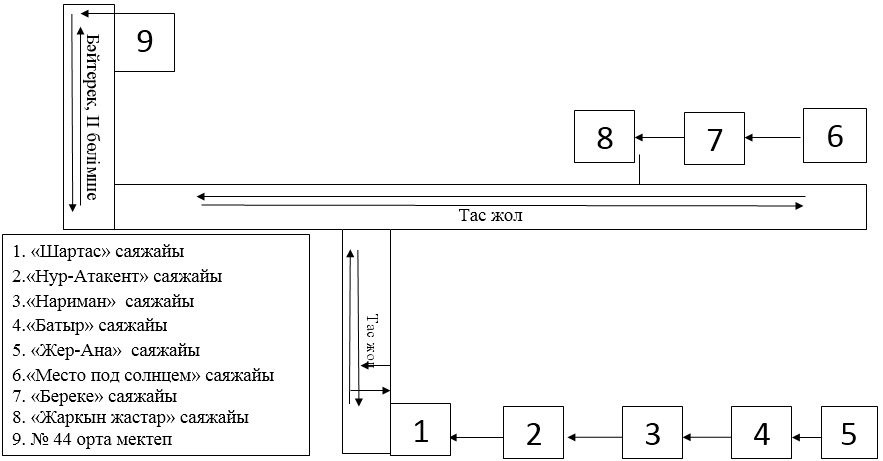 Бәйтерек, II бөлімше
9
8
7
6
Тас жол
Тас жол
1. «Шартас» саяжайы
2.«Нур-Атакент» саяжайы
3.«Нариман» саяжайы
4.«Батыр» саяжайы
5. «Жер-Ана» саяжайы
6.«Место под солнцем» саяжайы
7. «Береке» саяжайы
8. «Жаркын жастар» саяжайы
9. № 44 орта мектеп
1
2
3
4
5